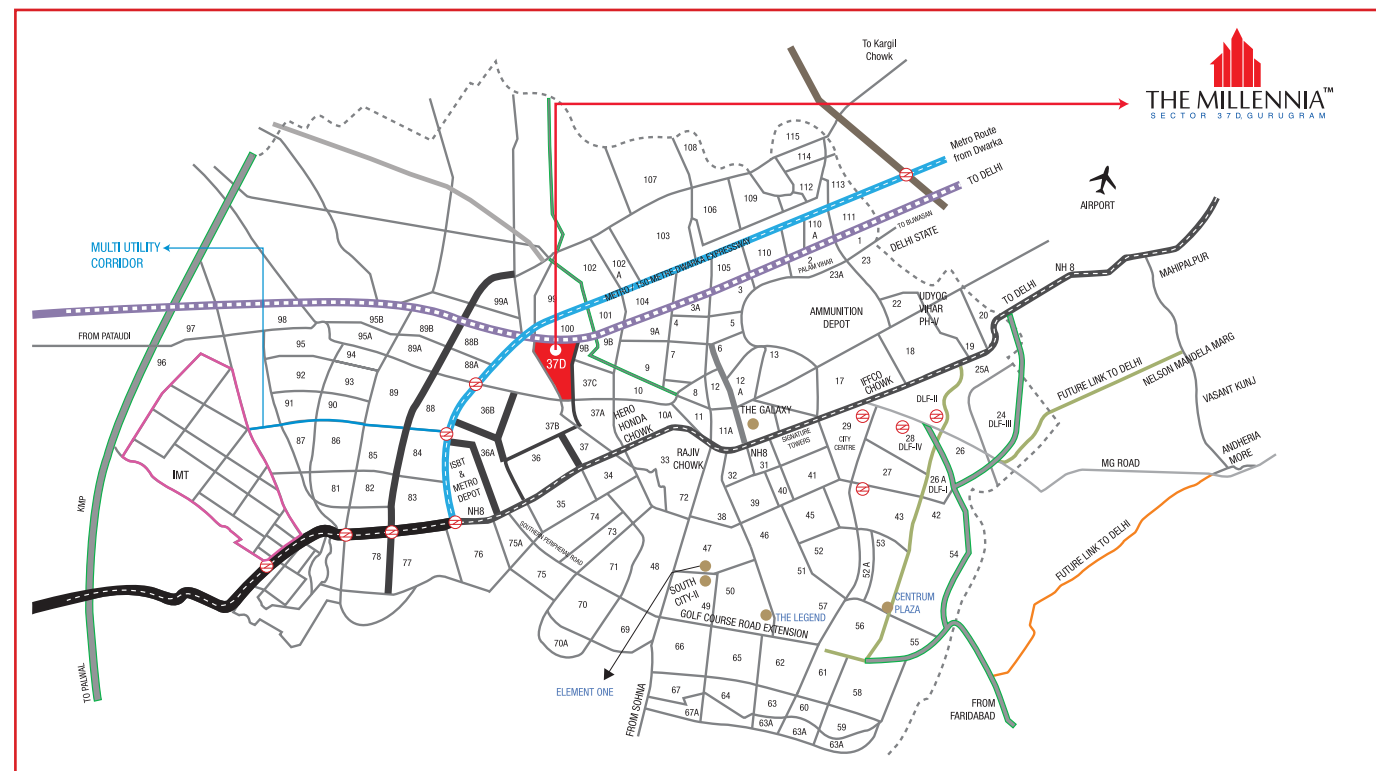 To Kargil
Chowk
THE MILLENNIA™
SECTOR 37D, GURUGRAM
Metro Route
from Dwarka
TO DELHI
AIRPORT
115
114
108
107
112
113
109
106
110
A
111
TO BIJWASAN
DELHI STATE
1
103
110
2
PALAM VIHAR
23
23A
MULTI UTILITY
CORRIDOR
METRO / 150 METRE DWARKA EXPRESSWAY
102
102
A
105
3
99
99A
104
101
3A
100
NH 8
MAHIPALPUR
TO DELHI
FROM PATAUDI
97
98
95B
95A
89B
89A
88B
88A
95
94
96
92
93
91
90
89
88
87
86
85
84
81
82
83
9B
9B
9A
4
5
7
6
9
37D
37C
10
8
12
12
A
13
AMMUNITION
DEPOT
22
UDYOG
VIHAR
PH-V
20
19
18
17
25A
IFFCO
CHOWK
DLF-II
24
DLF-III
FUTURE LINK TO DELHI
NELSON MANDELA MARG
VASANT KUNJ
ANDHERIA
MORE
MG ROAD
36B
36A
36
37B
37A
37
HERO
HONDA
CHOWK
10A
11
11A
THE GALAXY
SIGNATURE
TOWERS
29
CITY
CENTRE
28
DLF-IV
26
27
26 A
DLF-I
ISBT
&
METRO
DEPOT
NH8
RAJIV
CHOWK
33
34
32
NH8
31
41
40
39
72
38
35
74
73
45
43
42
54
46
52
53
52 A
51
IMT
KMP
TO PALWAL
78
77
76
75A
75
SOUTHERN PERIPHERAL ROAD
71
70
70A
69
48
47
SOUTH
CITY-II
49
50
THE LEGEND
57
GOLF COURSE ROAD EXTENSION
CENTRUM
PLAZA
56
55
FUTURE LINK TO DELHI
ELEMENT ONE
66
65
62
61
58
67
67A
64
63
63A
60
59
63A
63A
FROM SOHNA
FROM
FARIDABAD